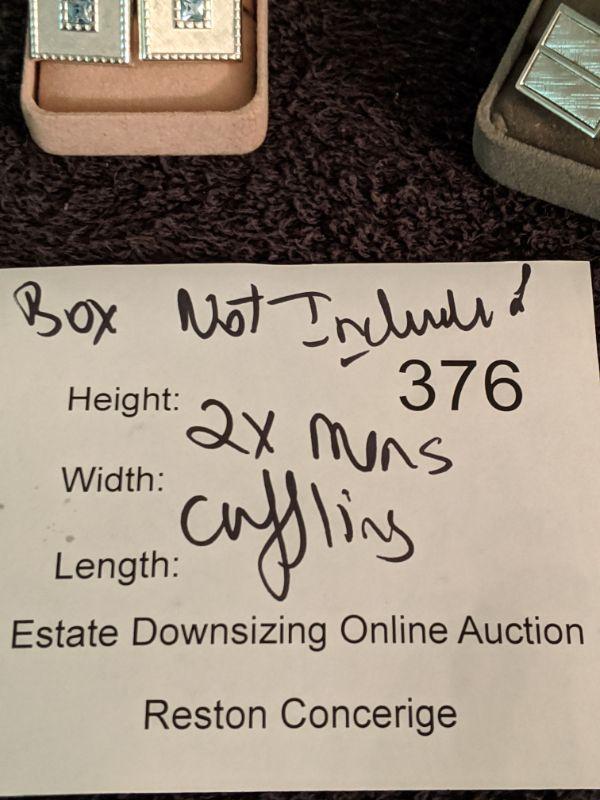 Box Not Included
376
Height:
2x mens
Width:
cufflins
Length:
Estate Downsizing Online Auction
Reston Concerige